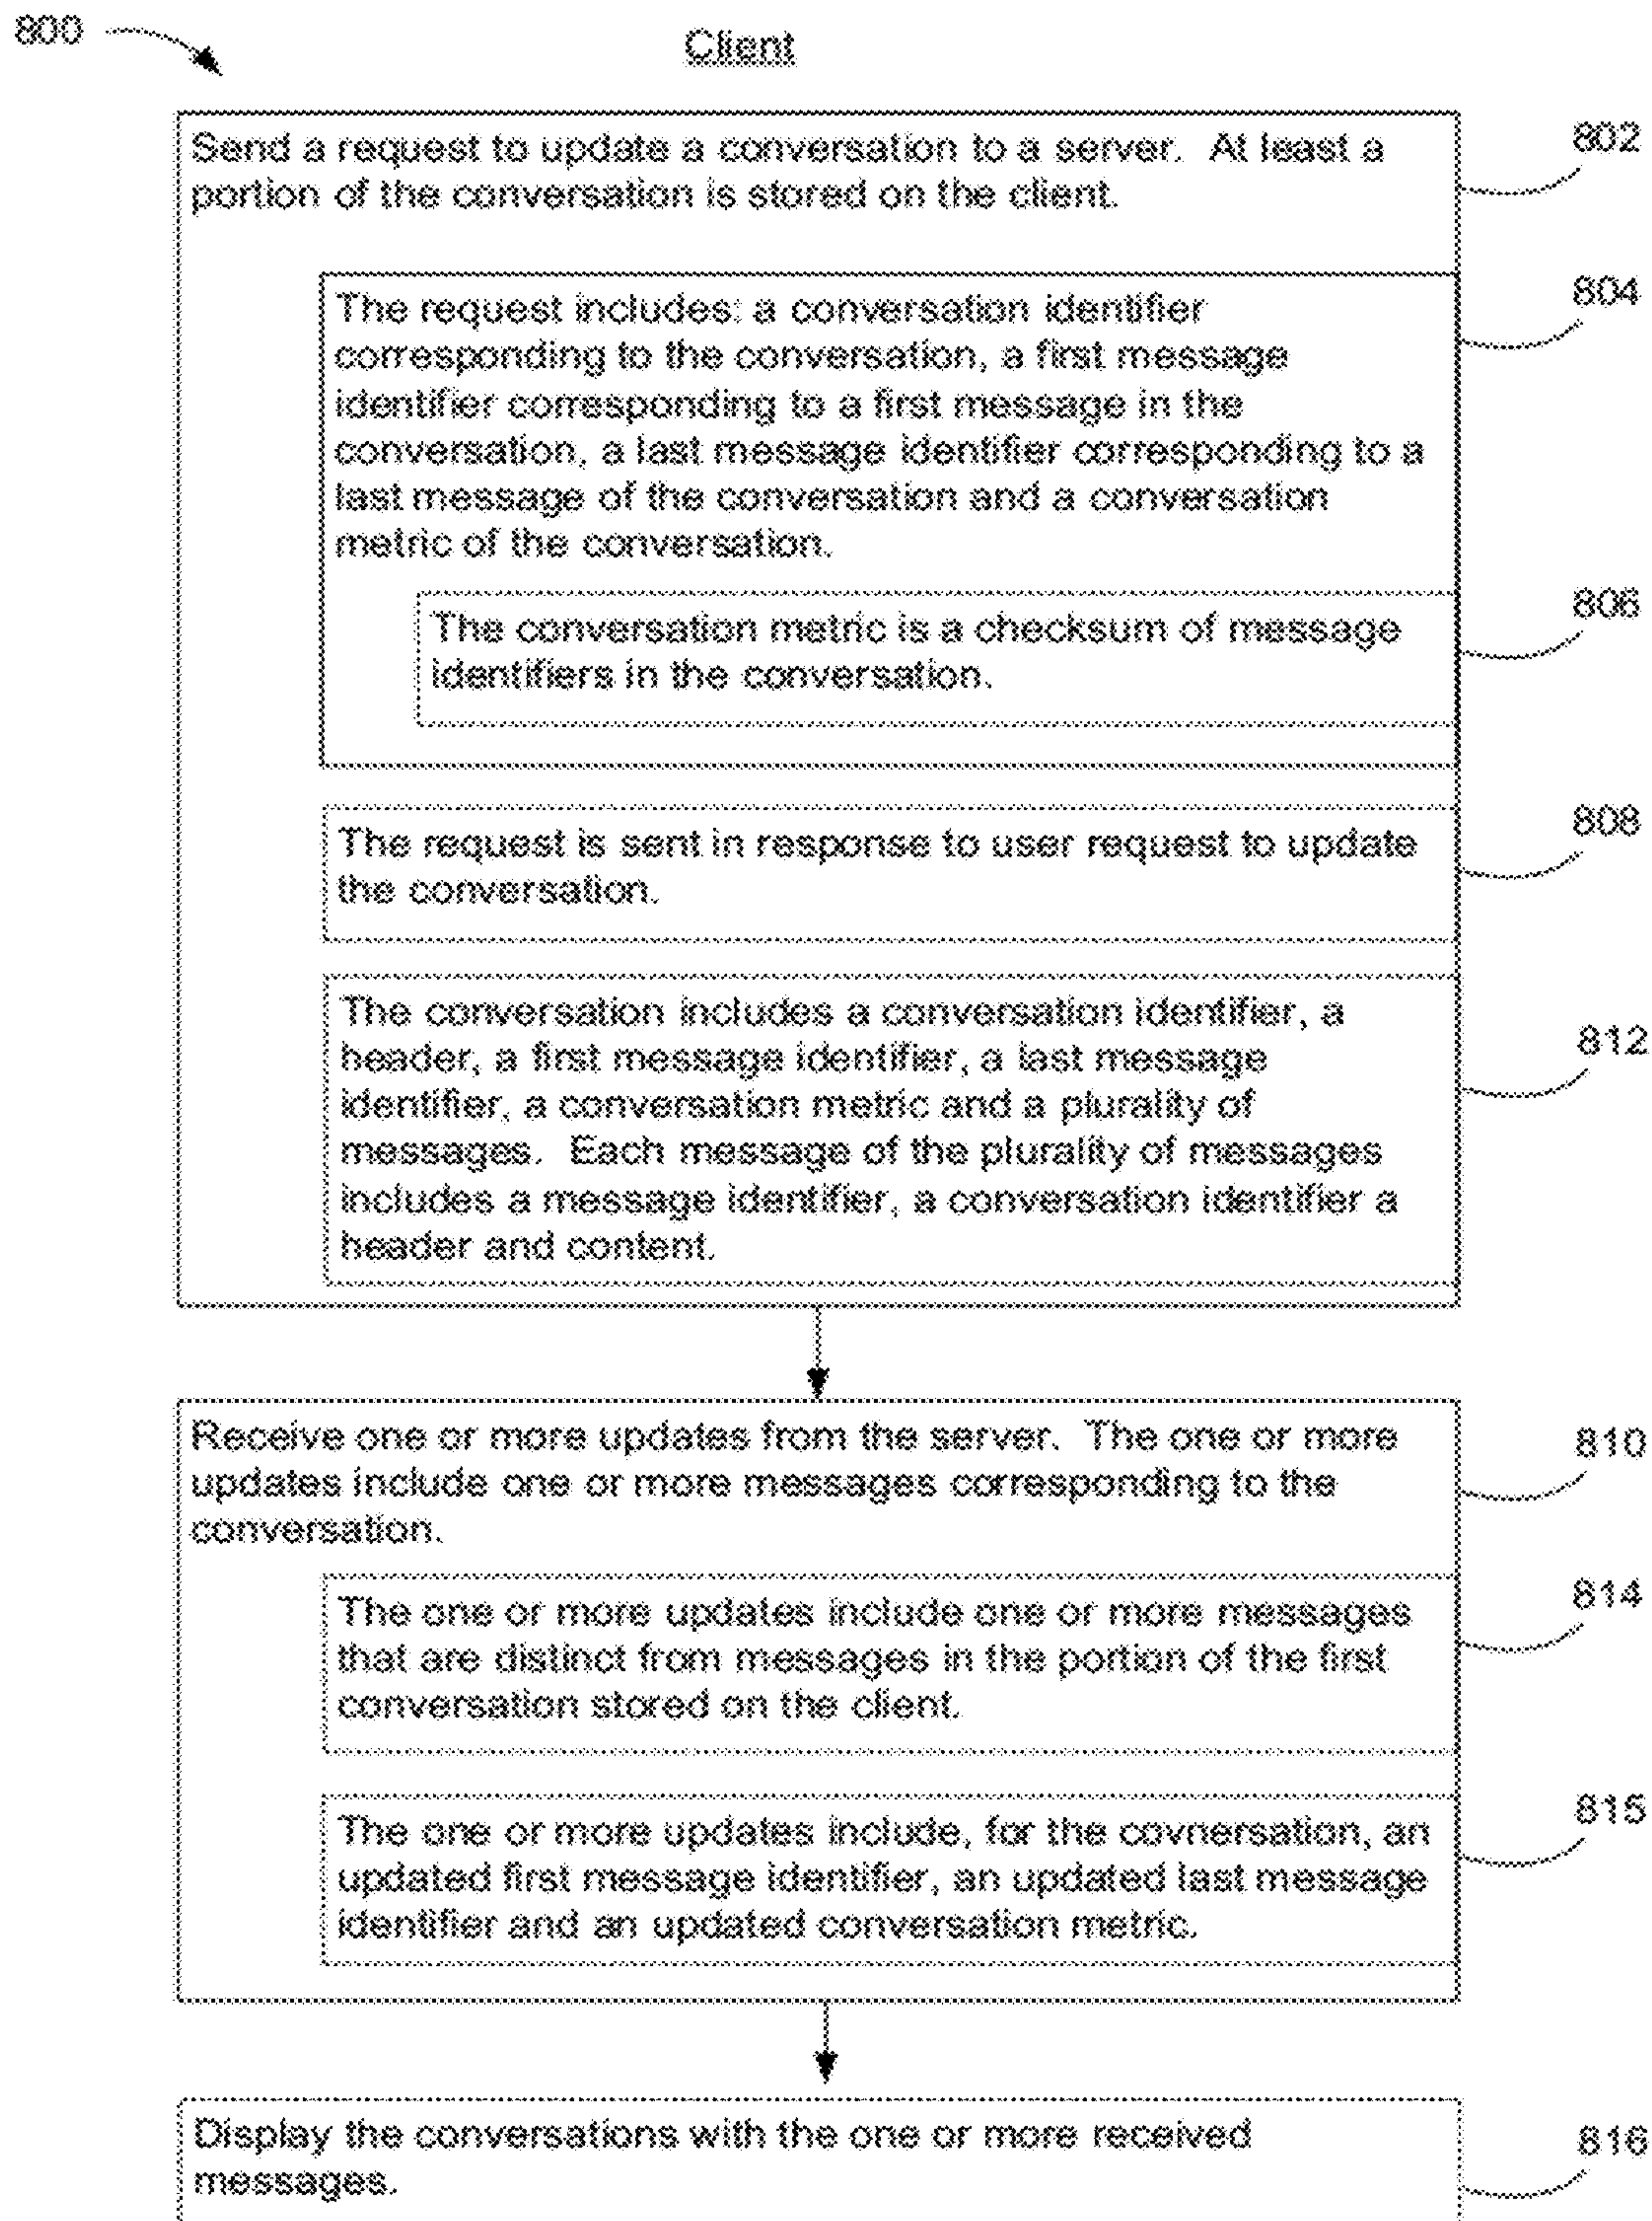 800
Client
Send a request to update a conversation to a server. At least a
portion of the conversation is stored on the client.
802
The request includes: a conversation identifier
corresponding to the conversation, a first message
identifier corresponding to a first message in the
conversation, a last message identifier corresponding to a
last message of the conversation and a conversation
metric of the conversation.
804
The conversation metric is a checksum of message
identifiers in the conversation.
806
The request is sent in response to user request to update
the conversation.
808
The conversation includes a conversation identifier, a
header, a first message identifier, a last message
identifier, a conversation metric and a plurality of
messages. Each message of the plurality of messages
includes a message identifier, a conversation identifier a
header and content.
812
Receive one or more updates from the server. The one or more
updates include one or more messages corresponding to the
conversation.
810
The one or more updates include one or more messages
that are distinct from messages in the portion of the first
conversation stored on the client.
814
The one or more updates include, for the covnersation, an
updated first message identifier, an updated last message
identifier and an updated conversation metric.
815
Display the conversations with the one or more received
messages.
816